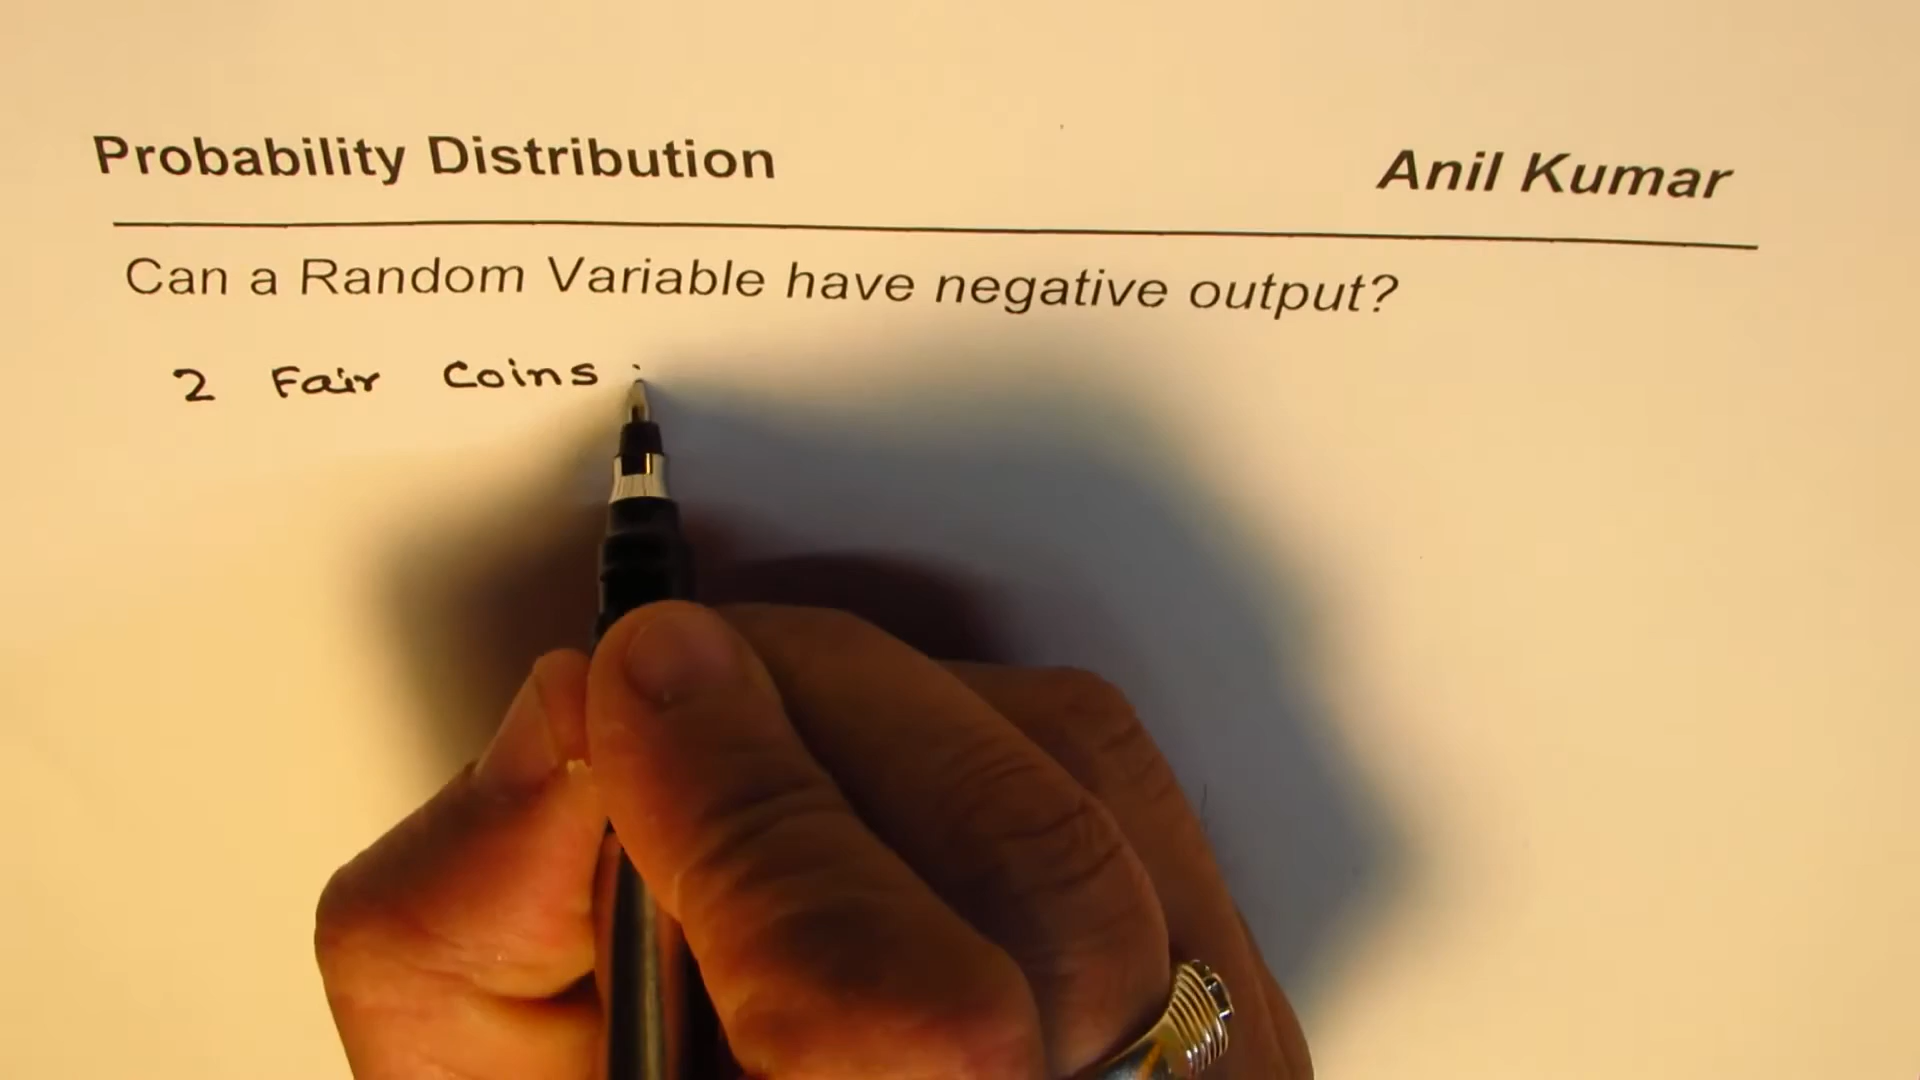 Probability Distribution Anil Kumar
Can a Random Variable have negative output?
2 Fair Coins :